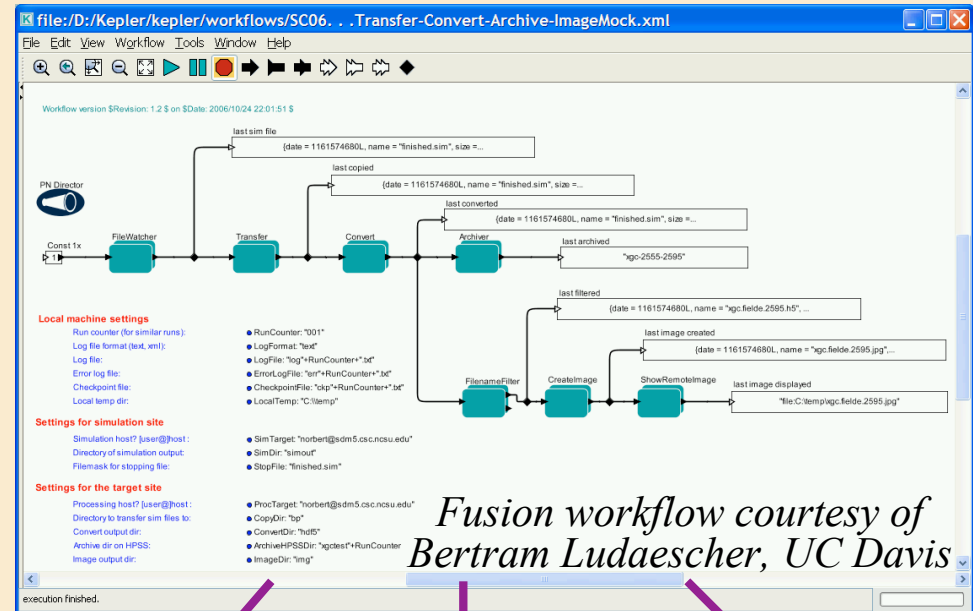 file:/D:/Kepler/kepler/workflows/SC06. . .Transfer-Convert-Archive-ImageMock.xml
File Edit View Workflow Tools Window Help
Workflow version $Revision: 1.2 $ on $Date: 2006/10/24 22:01:51 $
last sim file
{date = 1161574680L, name = "finished.sim", size =...
last copied
{date = 1161574680L, name = "finished.sim", size =...
PN Director
last converted
{date = 1161574680L, name = "finished.sim", size =...
Const 1x
1
FileWatcher
Transfer
Convert
Archiver
last archived
"xgc-2555-2595"
last filtered
{date = 1161574680L, name = "xgc.fielde.2595.h5", ...
last image created
{date = 1161574680L, name = "xgc.fielde.2595.jpg",...
FilenameFilter
CreateImage
ShowRemoteImage
last image displayed
"file:C:\temp\xgc.fielde.2595.jpg"
Local machine settings
Run counter (for similar runs): RunCounter: "001"
Log file format (text, xml): LogFormat: "text"
Log file: LogFile: "log"+RunCounter+".txt"
Error log file: ErrorLogFile: "err"+RunCounter+".txt"
Checkpoint file: CheckpointFile: "ckp"+RunCounter+".txt"
Local temp dir: LocalTemp: "C:\\temp"
Settings for simulation site
Simulation host? [user@]host : SimTarget: "norbert@sdm5.csc.ncsu.edu"
Directory of simulation output: SimDir: "simout"
Filemask for stopping file: StopFile: "finished.sim"
Settings for the target site
Processing host? [user@]host : ProcTarget: "norbert@sdm5.csc.ncsu.edu"
Directory to transfer sim files to: CopyDir: "bp"
Convert output dir: ConvertDir: "hdf5"
Archive dir on HPSS: ArchiveHPSSDir: "xgctest"+RunCounter
Image output dir: ImageDir: "img"
Fusion workflow courtesy of
Bertram Ludaescher, UC Davis
execution finished.